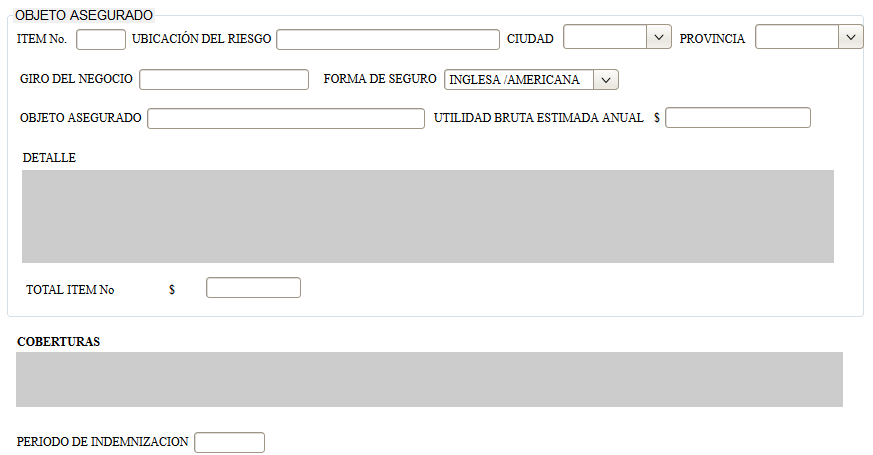 OBJETO ASEGURADO
ITEM No. UBICACIÓN DEL RIESGO CIUDAD PROVINCIA
GIRO DEL NEGOCIO FORMA DE SEGURO INGLESA /AMERICANA
OBJETO ASEGURADO UTILIDAD BRUTA ESTIMADA ANUAL $
DETALLE
TOTAL ITEM No $
COBERTURAS
PERIODO DE INDEMNIZACION